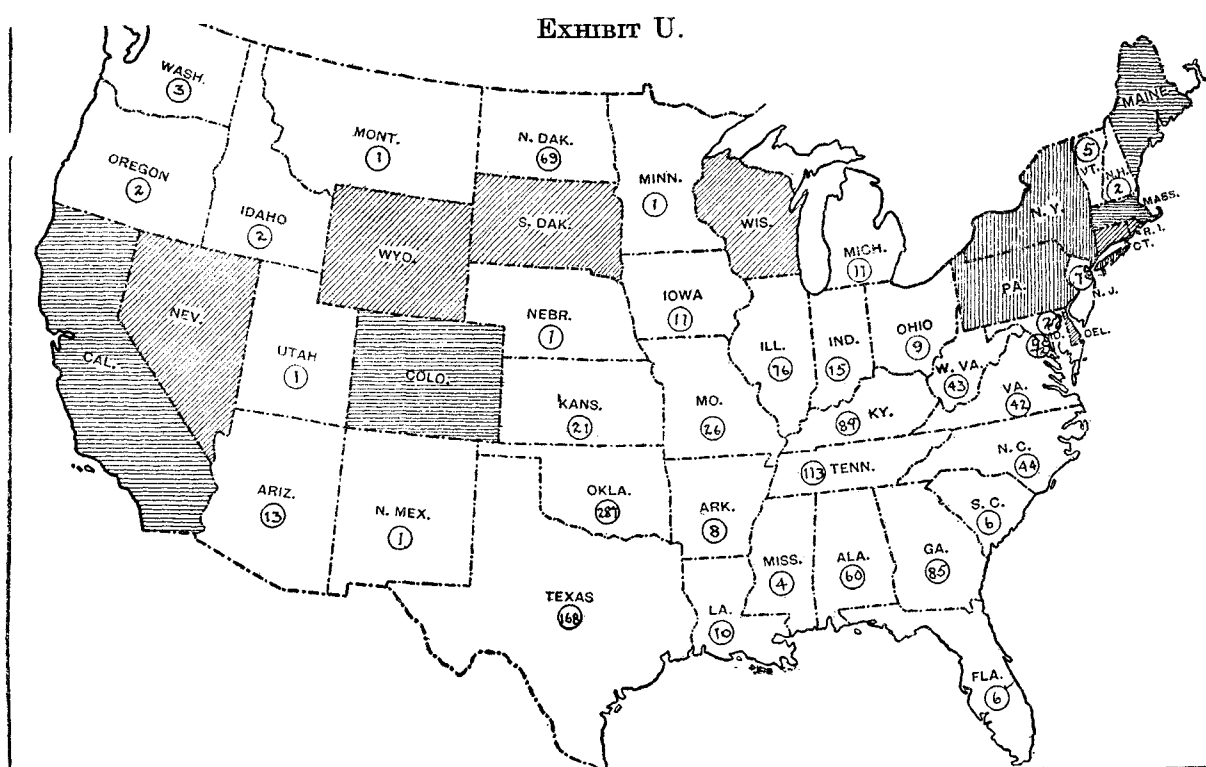 EXHIBIT U.
WASH.
3
OREGON
2
CAL.
NEV.
IDAHO
2
MONT.
1
WYO.
UTAH
1
COLO.
ARIZ.
13
N. MEX.
1
N. DAK.
69
S. DAK.
NEBR.
1
KANS.
21
OKLA.
287
TEXAS
168
MINN.
1
IOWA
11
MO.
26
ARK.
8
LA.
10
WIS.
ILL.
76
MICH.
11
IND.
15
OHIO
9
KY.
89
113 TENN.
MISS.
4
ALA.
60
GA.
85
FLA.
6
S. C.
6
N. C.
44
VA.
42
W. VA.
43
PA.
N. Y.
N. J.
DEL.
5
VT.
N. H.
2
MAINE
MASS.
R. I.
CT.